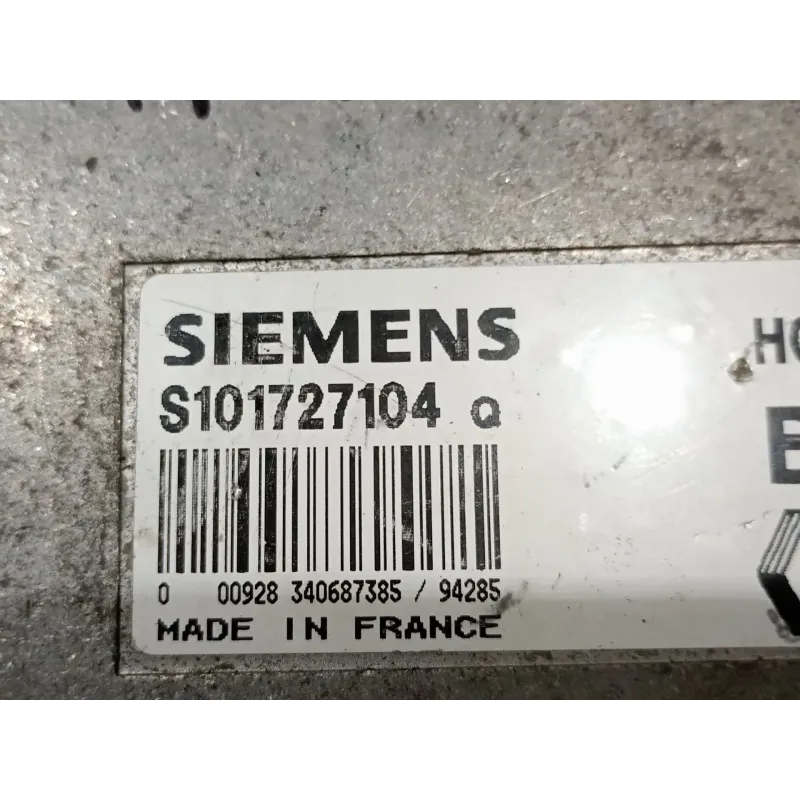 SIEMENS
S101727104 Q
0 00928 340687385 / 94285
MADE IN FRANCE